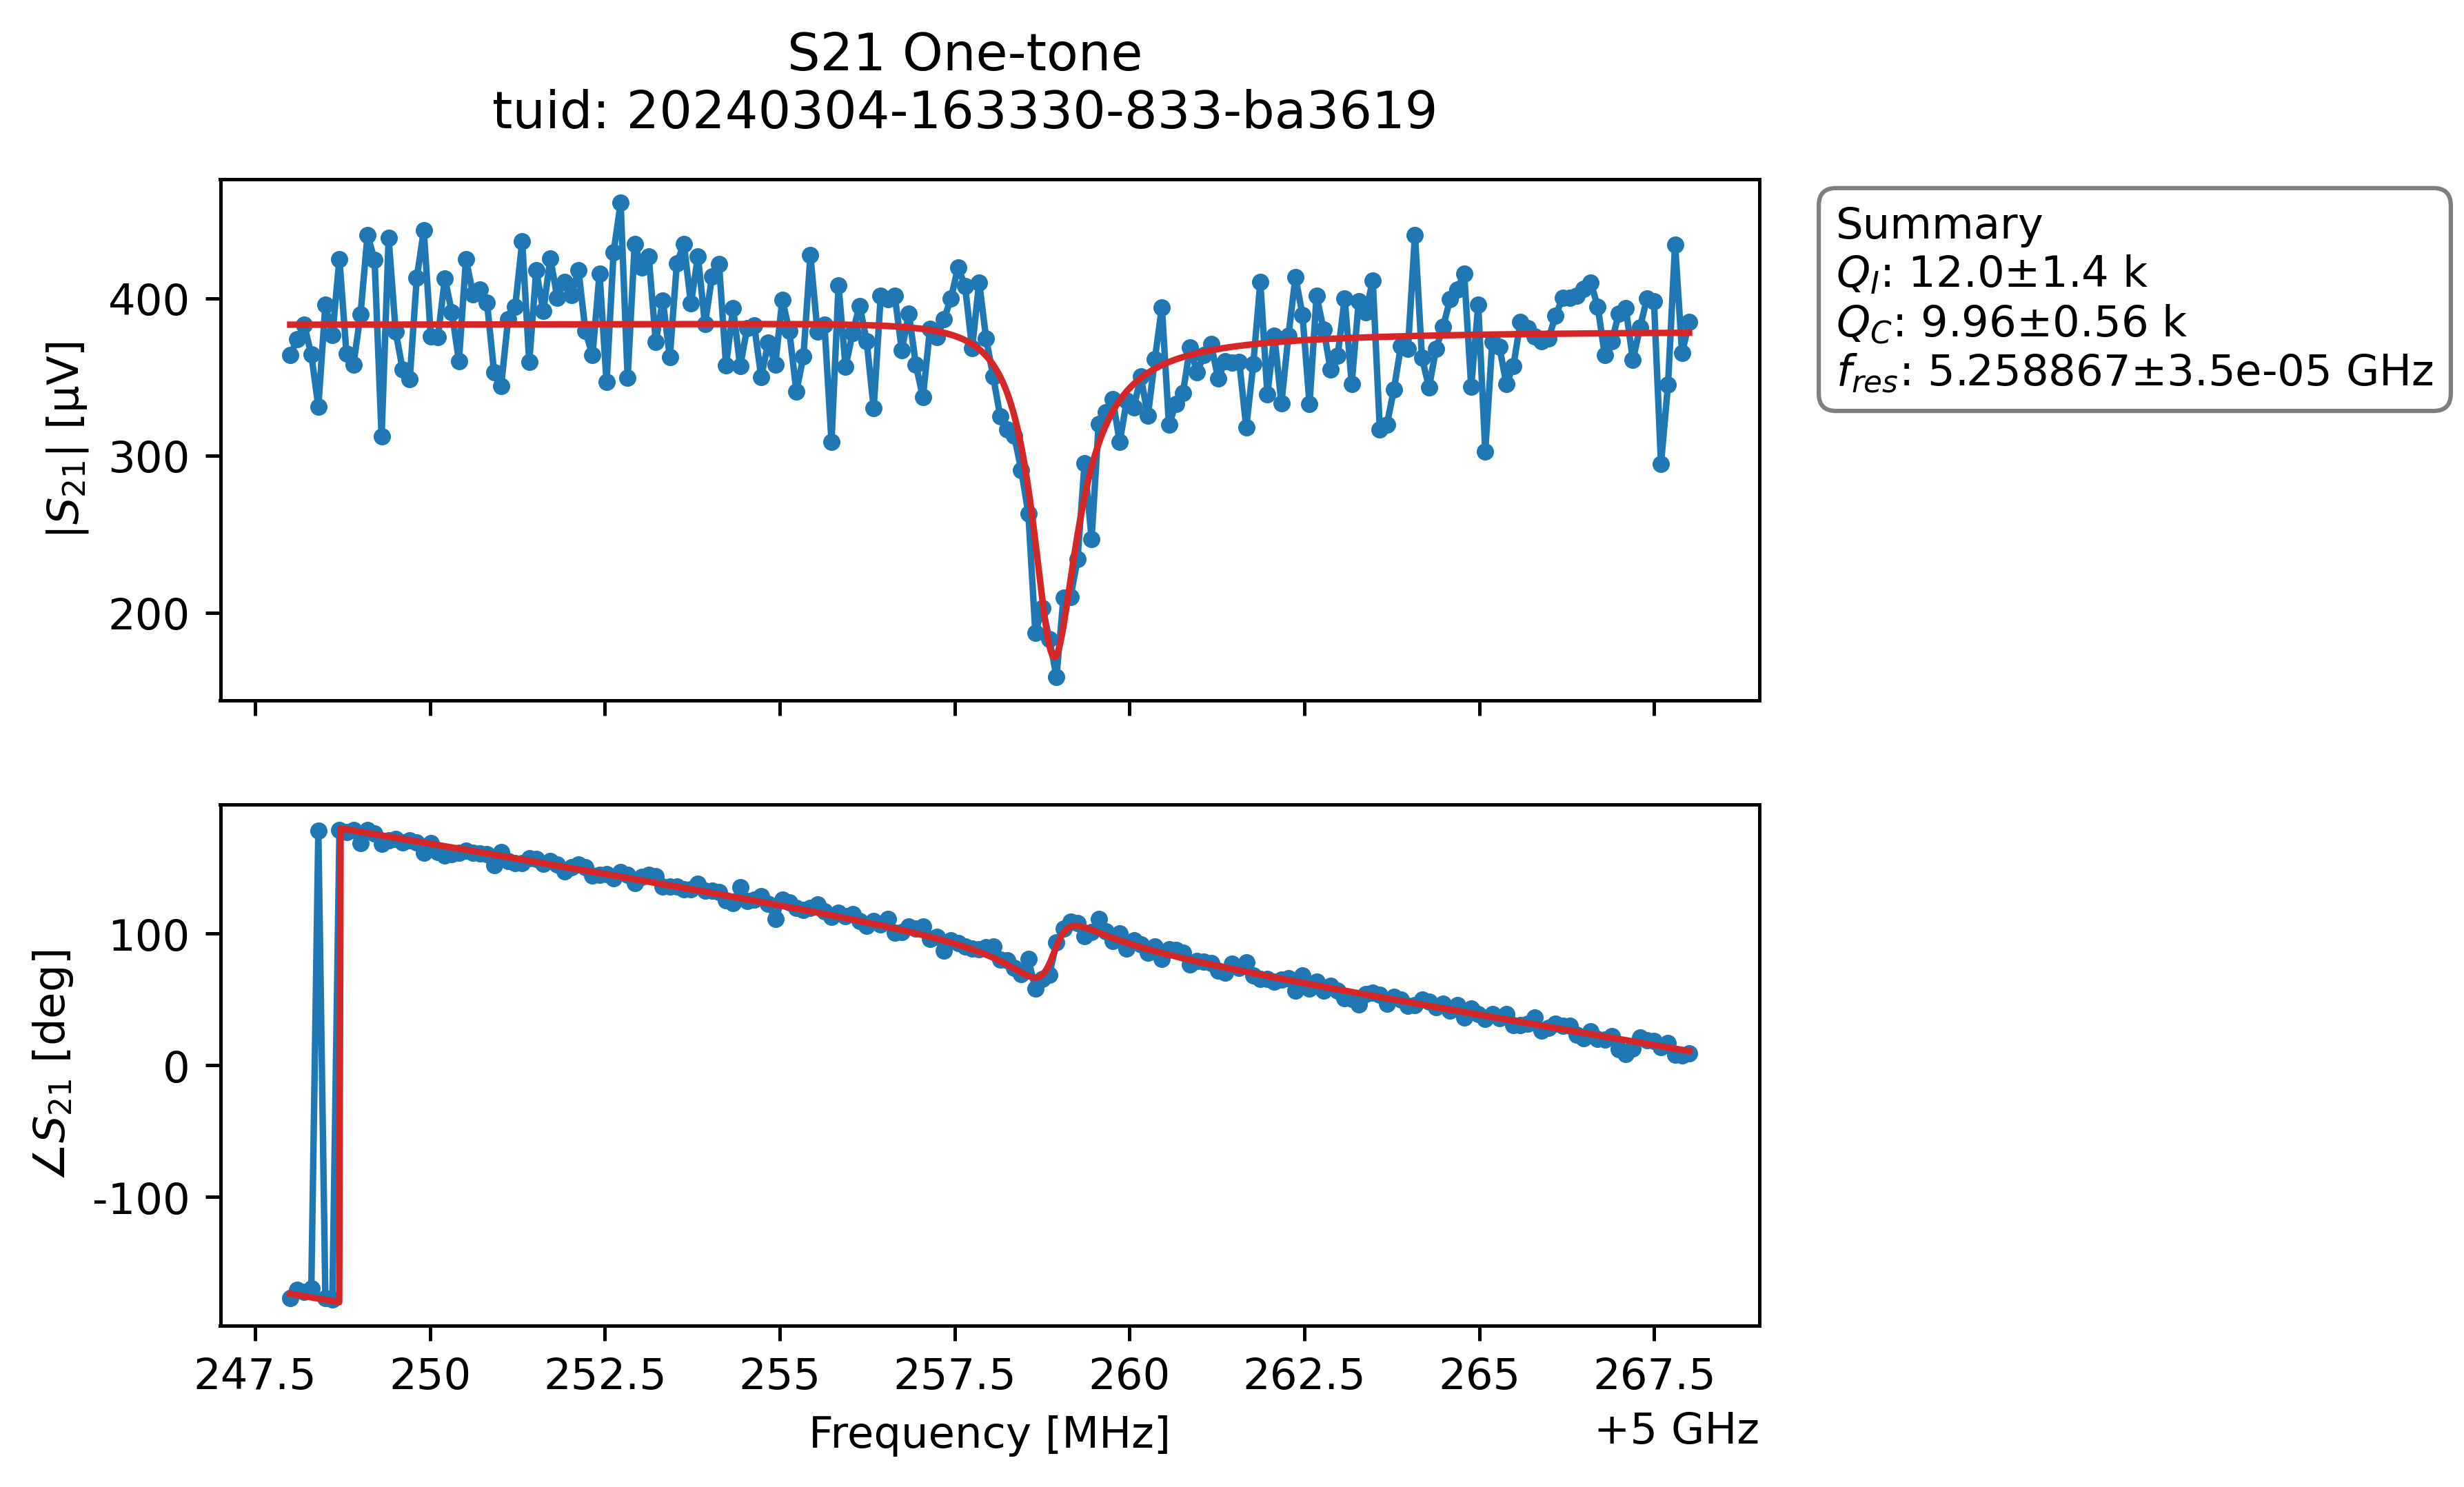 S21 One-tone
tuid: 20240304-163330-833-ba3619
|S21| [µV]
400
300
200
Summary
Ql: 12.0±1.4 k
QC: 9.96±0.56 k
fres: 5.258867±3.5e-05 GHz
∠S21 [deg]
100
0
-100
247.5 250 252.5 255 257.5 260 262.5 265 267.5
Frequency [MHz]
+5 GHz